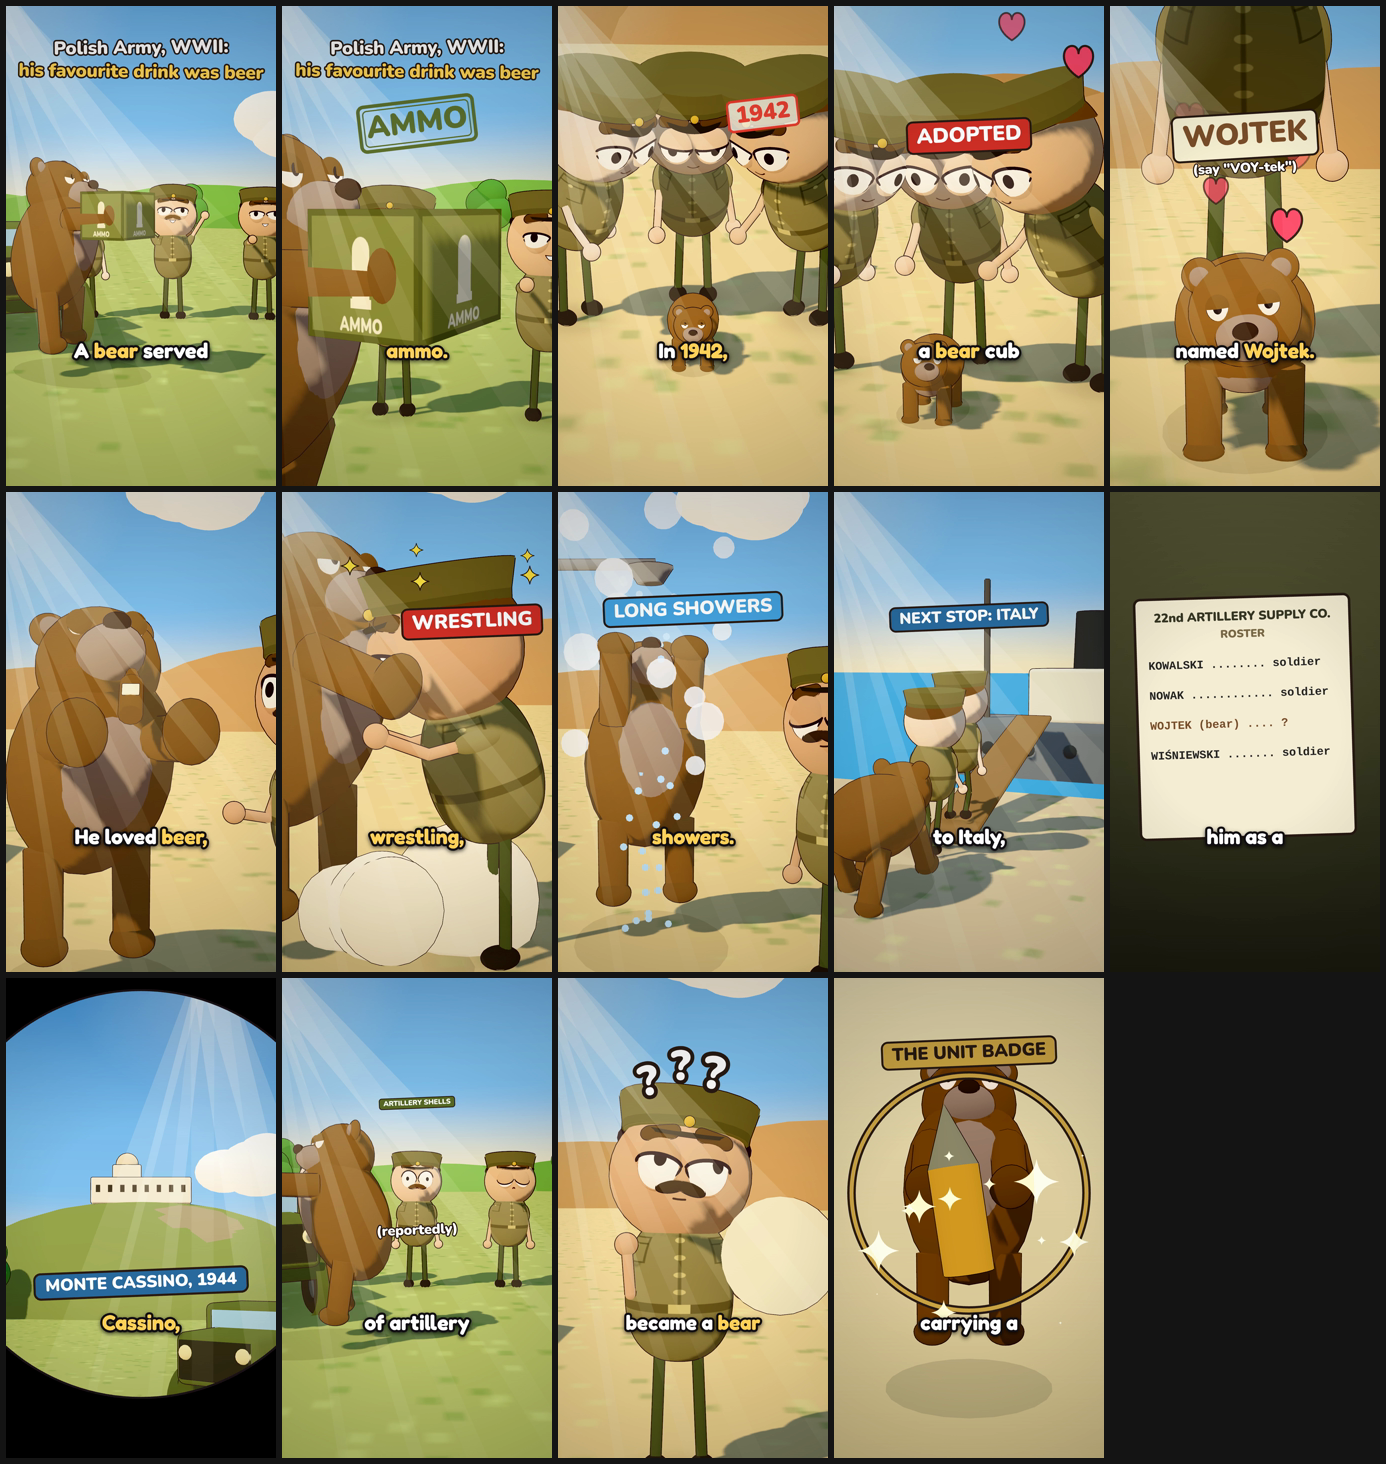 Polish Army, WWII:
his favourite drink was beer
AMMO
AMMO
A bear served
Polish Army, WWII:
his favourite drink was beer
AMMO
AMMO
AMMO
ammo.
1942
In 1942,
ADOPTED
a bear cub
WOJTEK
(say "VOY-tek")
named Wojtek.
He loved beer,
WRESTLING
wrestling,
LONG SHOWERS
showers.
NEXT STOP: ITALY
to Italy,
22nd ARTILLERY SUPPLY CO.
ROSTER
KOWALSKI ........ soldier
NOWAK ............ soldier
WOJTEK (bear) .... ?
WIŚNIEWSKI ....... soldier
him as a
MONTE CASSINO, 1944
Cassino,
ARTILLERY SHELLS
(reportedly)
of artillery
? ? ?
became a bear
THE UNIT BADGE
carrying a